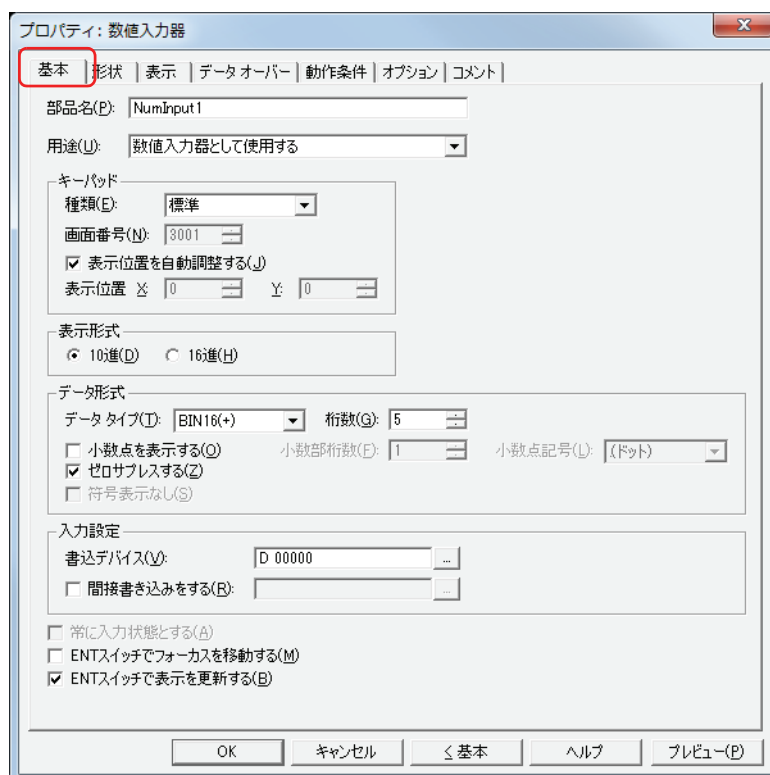 プロパティ: 数値入力器
基本 形状 表示 データ オーバー 動作条件 オプション コメント
部品名(P): NumInput1
用途(U): 数値入力器として使用する
キーパッド
種類(E): 標準
画面番号(N): 3001
表示位置を自動調整する(J)
表示位置 X: 0 Y: 0
表示形式
10進(D) 16進(H)
データ形式
データ タイプ(T): BIN16(+) 桁数(G): 5
小数点を表示する(O) 小数部桁数(F): 1 小数点記号(L): .(ドット)
ゼロサプレスする(Z)
符号表示なし(S)
入力設定
書込デバイス(V): D 00000 ...
間接書き込みをする(R): ...
常に入力状態とする(A)
ENTスイッチでフォーカスを移動する(M)
ENTスイッチで表示を更新する(B)
OK キャンセル < 基本 ヘルプ プレビュー(P)